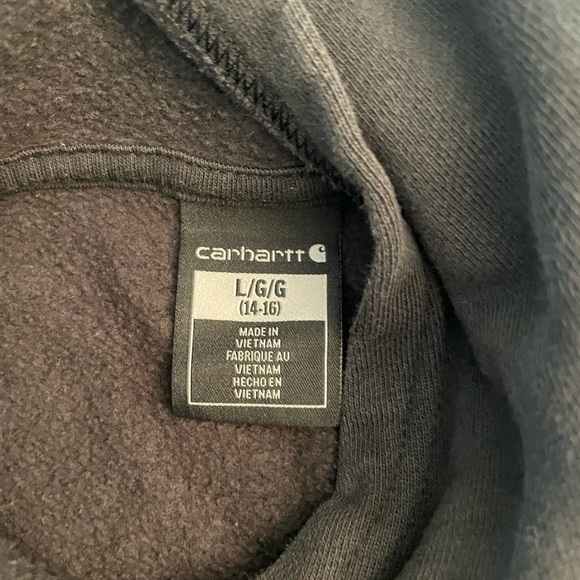 carhartt
L/G/G
(14-16)
MADE IN
VIETNAM
FABRIQUE AU
VIETNAM
HECHO EN
VIETNAM